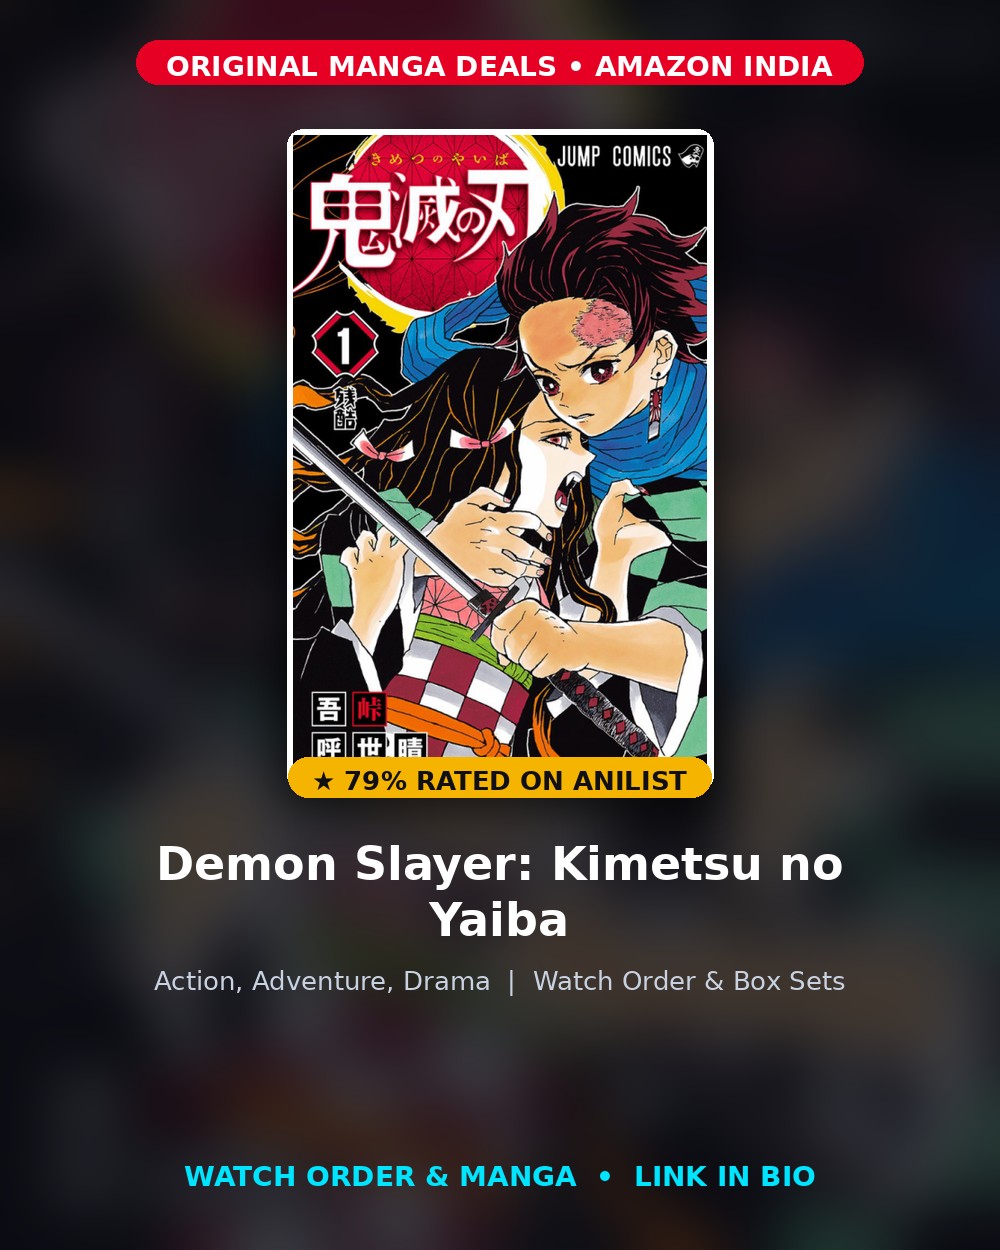 ORIGINAL MANGA DEALS • AMAZON INDIA
きめつのやいば
JUMP COMICS
鬼滅の刃
1
残酷
吾峠
呼世晴
★ 79% RATED ON ANILIST
Demon Slayer: Kimetsu no
Yaiba
Action, Adventure, Drama | Watch Order & Box Sets
WATCH ORDER & MANGA • LINK IN BIO